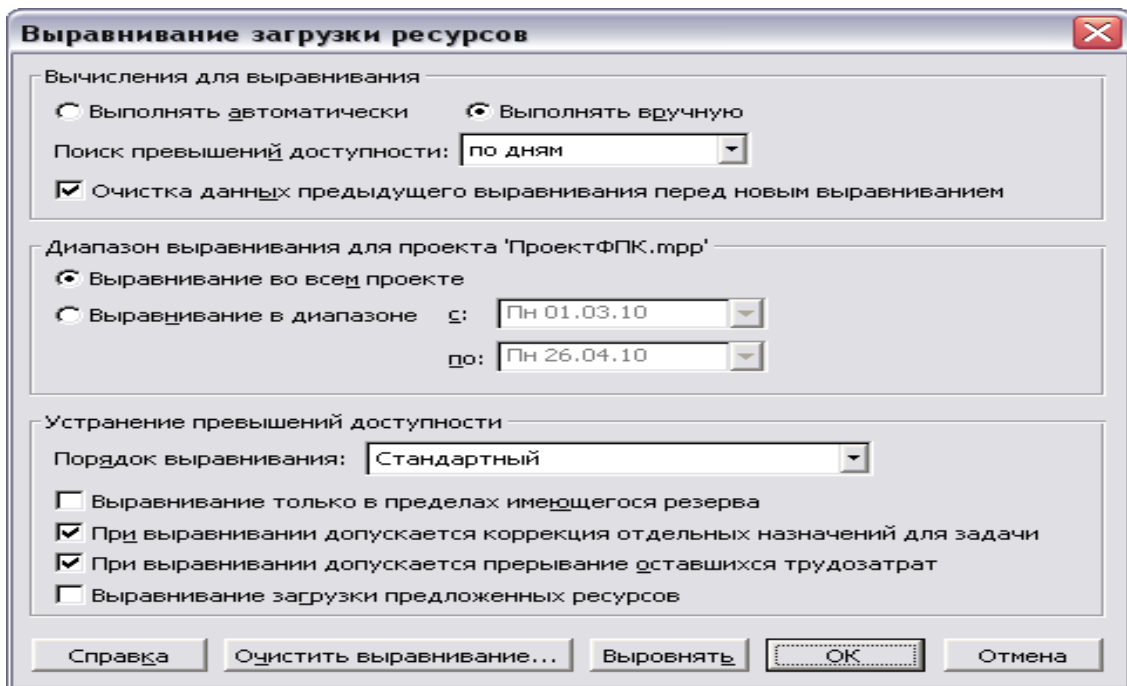 Выравнивание загрузки ресурсов
Вычисления для выравнивания
Выполнять автоматически Выполнять вручную
Поиск превышений доступности: по дням
Очистка данных предыдущего выравнивания перед новым выравниванием
Диапазон выравнивания для проекта 'ПроектФПК.mpp'
Выравнивание во всем проекте
Выравнивание в диапазоне с: Пн 01.03.10
по: Пн 26.04.10
Устранение превышений доступности
Порядок выравнивания: Стандартный
Выравнивание только в пределах имеющегося резерва
При выравнивании допускается коррекция отдельных назначений для задачи
При выравнивании допускается прерывание оставшихся трудозатрат
Выравнивание загрузки предложенных ресурсов
Справка Очистить выравнивание... Выровнять OK Отмена